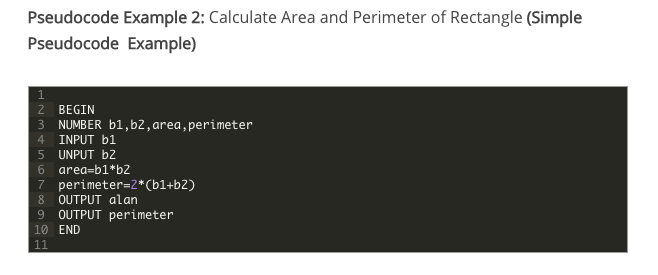 Pseudocode Example 2: Calculate Area and Perimeter of Rectangle (Simple
Pseudocode Example)
1
2 BEGIN
3 NUMBER b1,b2,area,perimeter
4 INPUT b1
5 UNPUT b2
6 area=b1*b2
7 perimeter=2*(b1+b2)
8 OUTPUT alan
9 OUTPUT perimeter
10 END
11